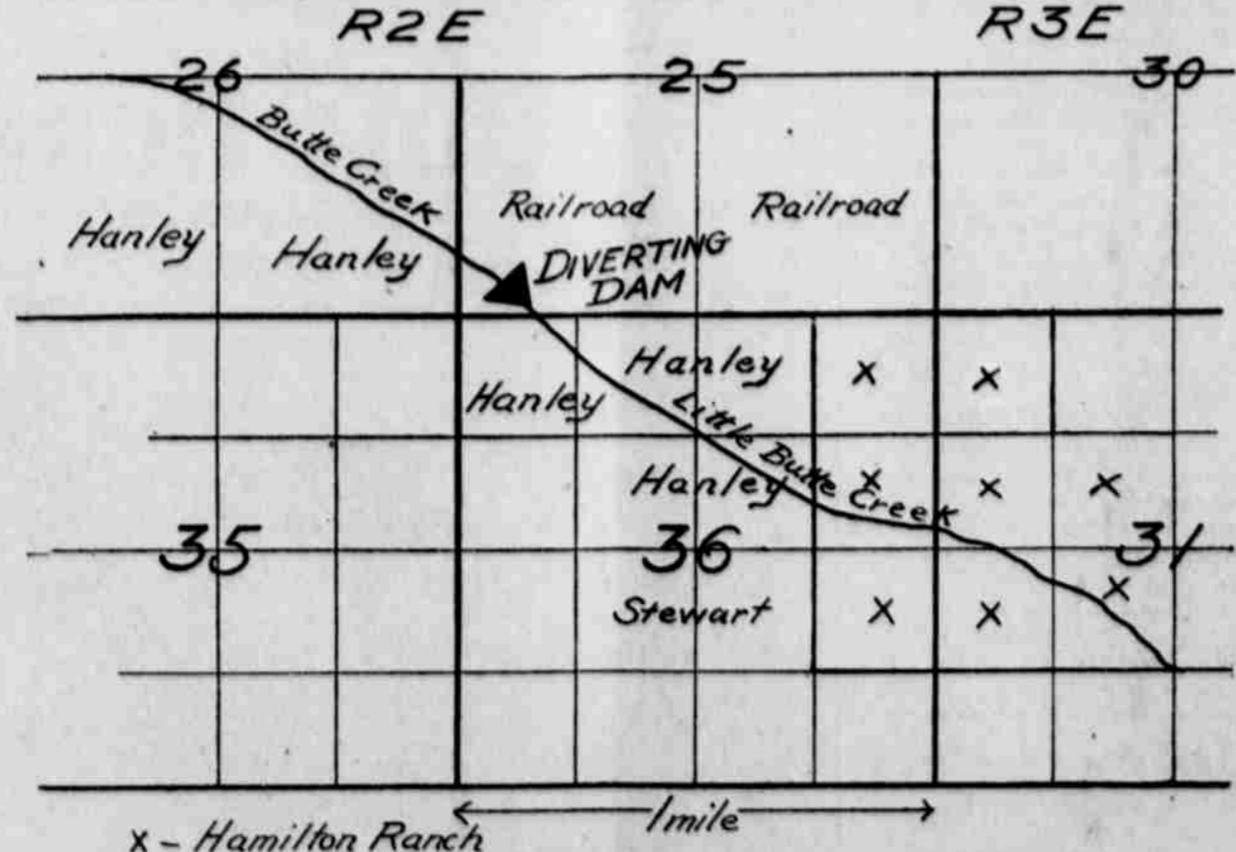 R2E R3E
26 25 30
Butte Creek
Railroad Railroad
Hanley Hanley
DIVERTING
DAM
Hanley x x
Hanley
Little Butte Creek
Hanley x x x
35 36 31
x
Stewart x x
1 mile
x - Hamilton Ranch